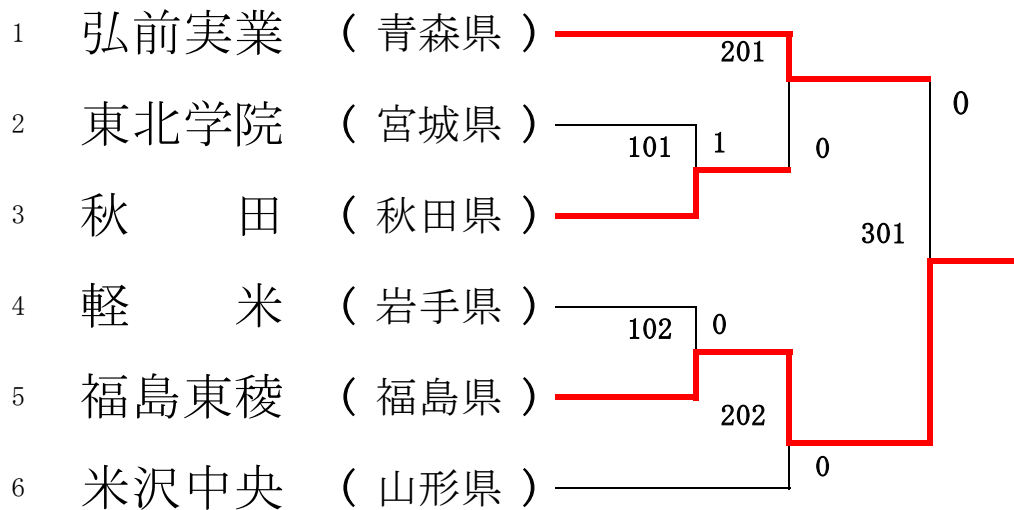 1 弘前実業 ( 青森県 )
201
0
2 東北学院 ( 宮城県 )
101 1 0
3 秋田 ( 秋田県 )
301
4 軽米 ( 岩手県 )
102 0
5 福島東稜 ( 福島県 )
202
0
6 米沢中央 ( 山形県 )